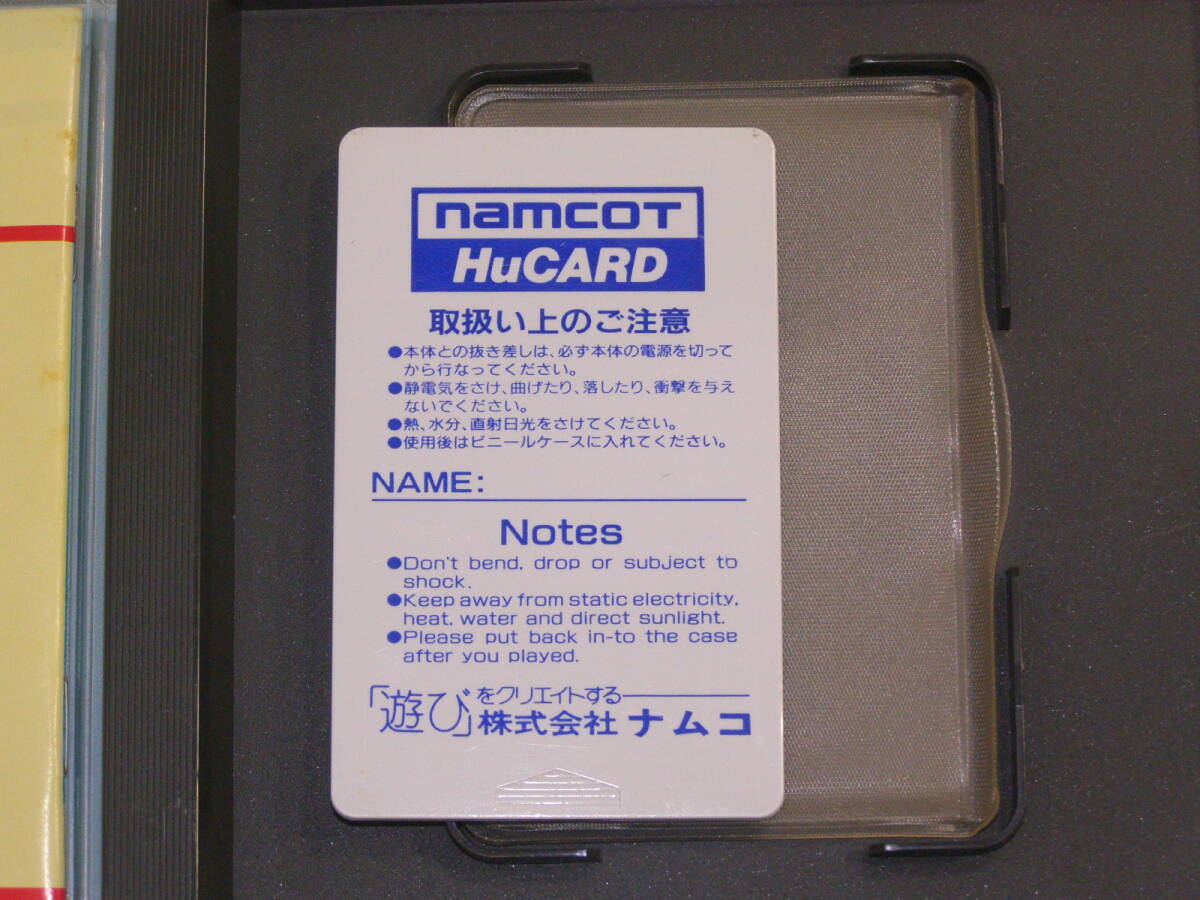 namcoT
HuCARD
取扱い上のご注意
●本体との抜き差しは、必ず本体の電源を切って
から行なってください。
●静電気をさけ、曲げたり、落したり、衝撃を与え
ないでください。
●熱、水分、直射日光をさけてください。
●使用後はビニールケースに入れてください。
NAME:
Notes
●Don't bend, drop or subject to
shock.
●Keep away from static electricity,
heat, water and direct sunlight.
●Please put back in-to the case
after you played.
「遊び」をクリエイトする
株式会社 ナムコ